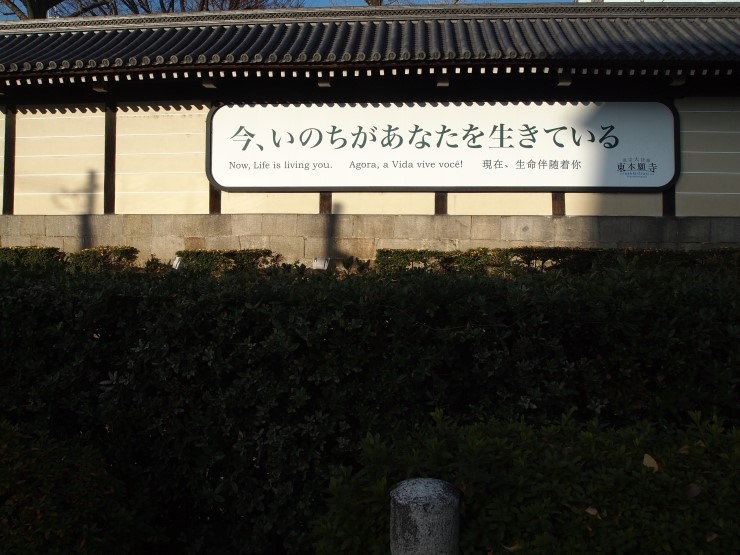 今、いのちがあなたを生きている
Now, Life is living you. Agora, a Vida vive você! 現在、生命伴随着你
東本願寺